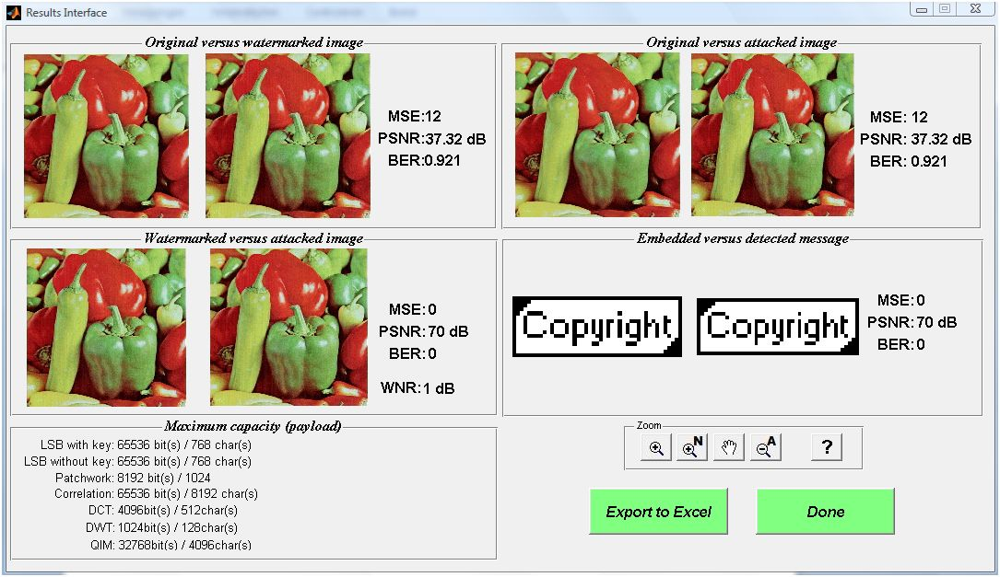 Results Interface
Original versus watermarked image
MSE:12
PSNR:37.32 dB
BER:0.921
Original versus attacked image
MSE: 12
PSNR: 37.32 dB
BER: 0.921
Watermarked versus attacked image
MSE:0
PSNR:70 dB
BER:0
WNR:1 dB
Embedded versus detected message
Copyright
Copyright
MSE:0
PSNR:70 dB
BER:0
Maximum capacity (payload)
LSB with key: 65536 bit(s) / 768 char(s)
LSB without key: 65536 bit(s) / 768 char(s)
Patchwork: 8192 bit(s) / 1024
Correlation: 65536 bit(s) / 8192 char(s)
DCT: 4096bit(s) / 512char(s)
DWT: 1024bit(s) / 128char(s)
QIM: 32768bit(s) / 4096char(s)
Zoom
N
A
?
Export to Excel
Done